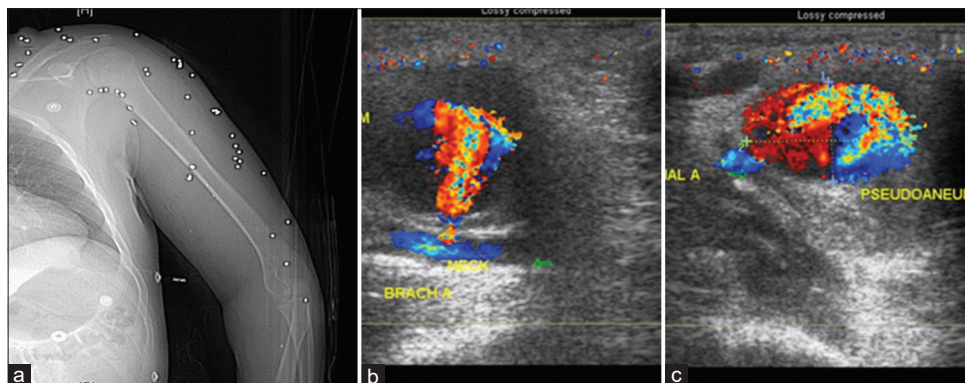 [H]
a
Lossy compressed
M
NECK
BRACH A
b
Lossy compressed
IAL A
PSEUDOANEU
c